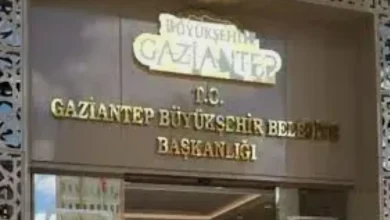 BÜYÜKŞEHİR
GAZİANTEP
T.C.
GAZİANTEP BÜYÜKŞEHİR BELEDİYE
BAŞKANLIĞI